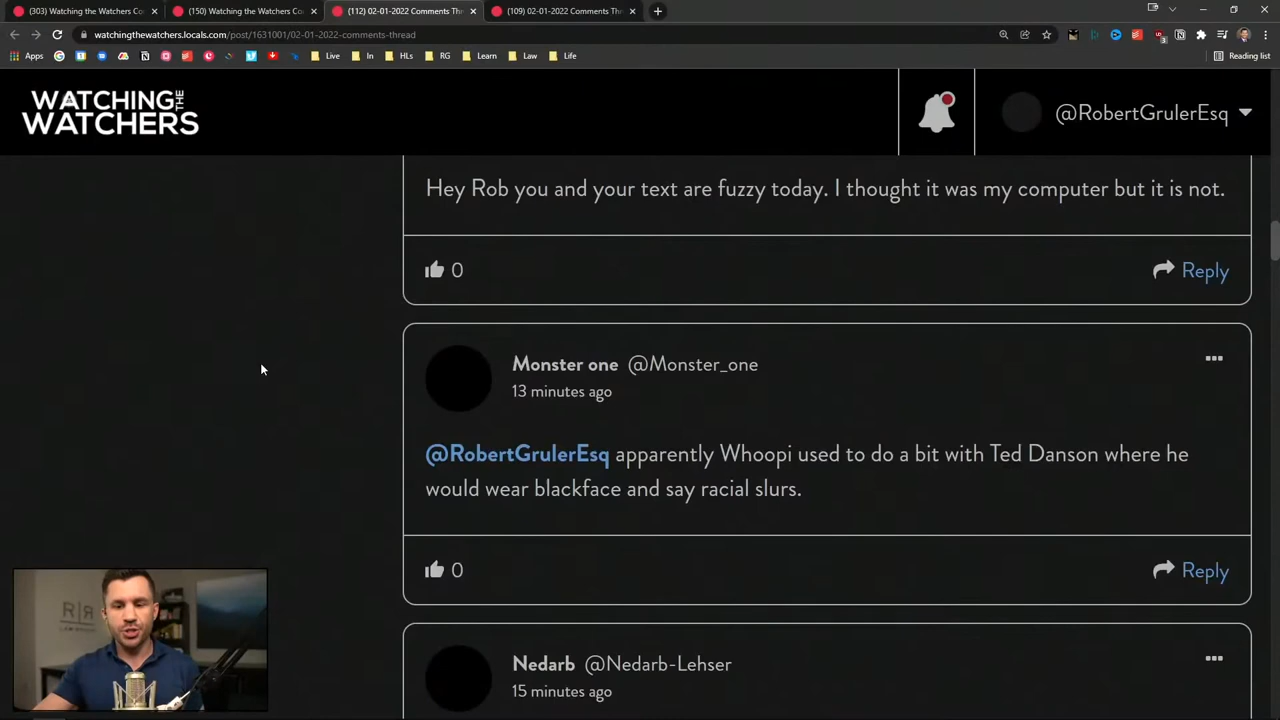 (303) Watching the Watchers Co
(150) Watching the Watchers Co
(112) 02-01-2022 Comments Thr
(109) 02-01-2022 Comments Th
watchingthewatchers.locals.com/post/1631001/02-01-2022-comments-thread
Apps
Live
In
HLs
RG
Learn
Law
Life
Reading list
WATCHING THE
WATCHERS
@RobertGrulerEsq
Hey Rob you and your text are fuzzy today. I thought it was my computer but it is not.
0
Reply
Monster one @Monster_one
13 minutes ago
@RobertGrulerEsq apparently Whoopi used to do a bit with Ted Danson where he
would wear blackface and say racial slurs.
0
Reply
Nedarb @Nedarb-Lehser
15 minutes ago
R|R